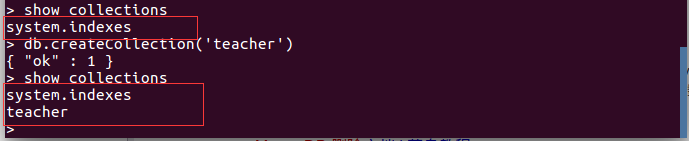 > show collections
system.indexes
> db.createCollection('teacher')
{ "ok" : 1 }
> show collections
system.indexes
teacher
>